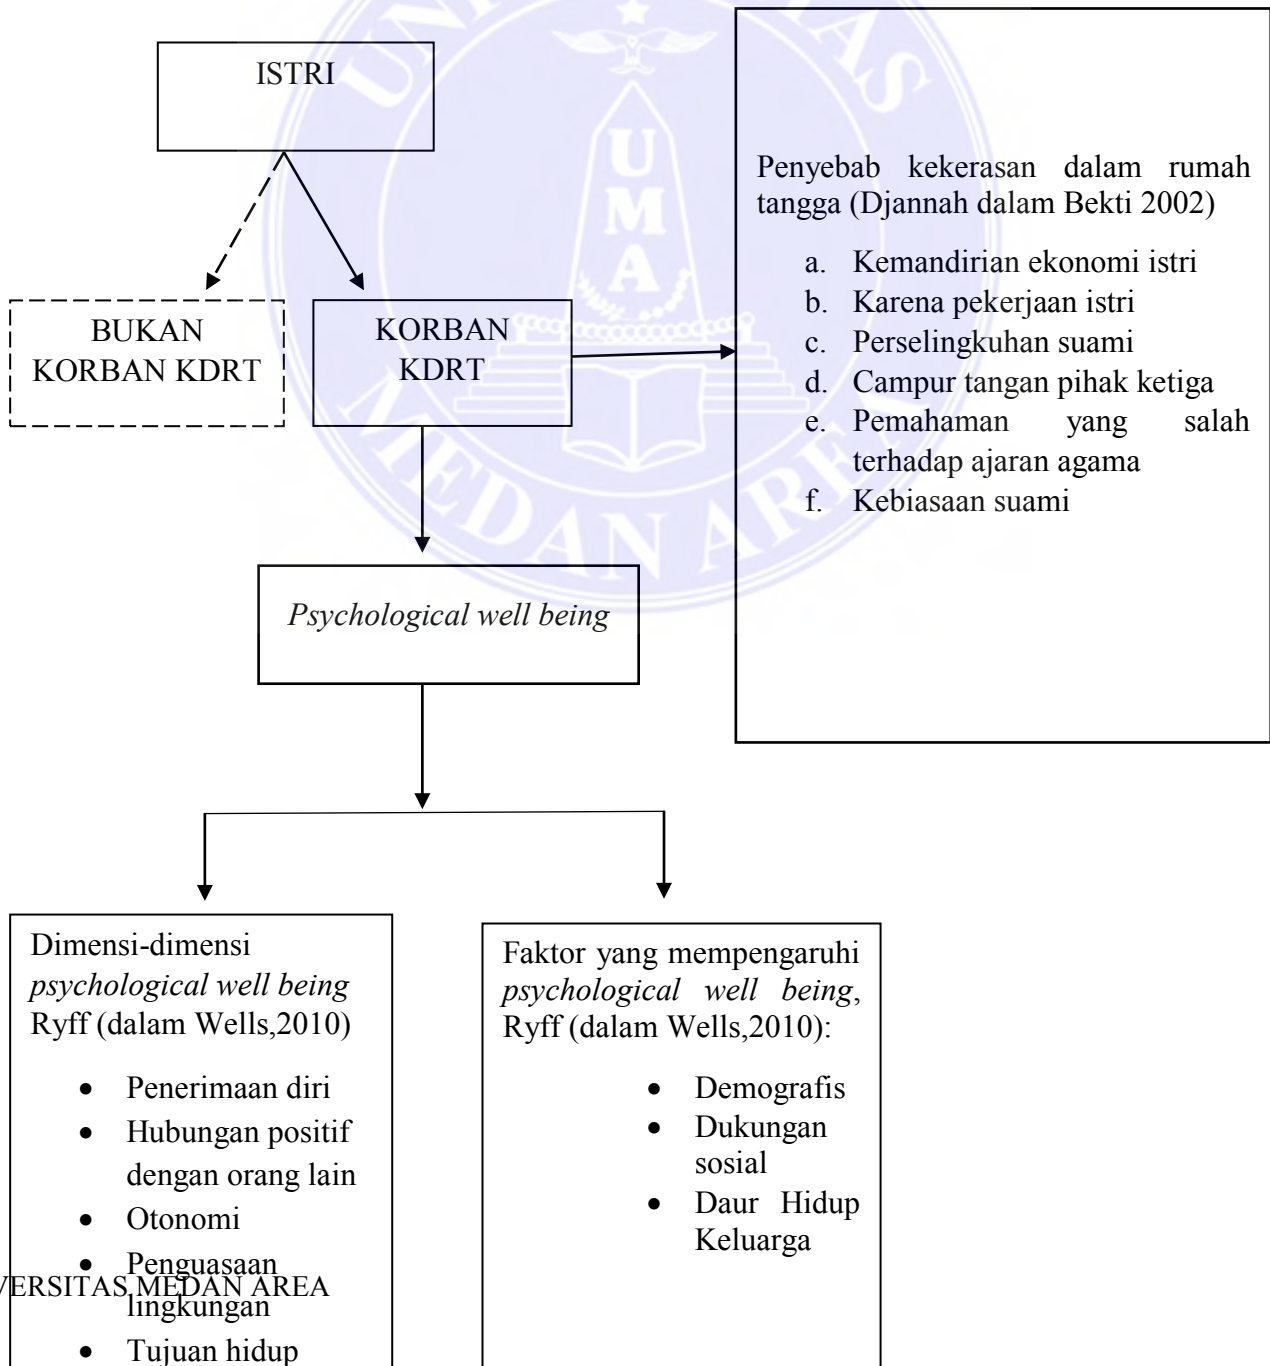 ISTRI
BUKAN
KORBAN KDRT
KORBAN
KDRT
Penyebab kekerasan dalam rumah
tangga (Djannah dalam Bekti 2002)
a. Kemandirian ekonomi istri
b. Karena pekerjaan istri
c. Perselingkuhan suami
d. Campur tangan pihak ketiga
e. Pemahaman yang salah
terhadap ajaran agama
f. Kebiasaan suami
Psychological well being
Dimensi-dimensi
psychological well being
Ryff (dalam Wells,2010)
• Penerimaan diri
• Hubungan positif
dengan orang lain
• Otonomi
• Penguasaan
lingkungan
• Tujuan hidup
Faktor yang mempengaruhi
psychological well being,
Ryff (dalam Wells,2010):
• Demografis
• Dukungan
sosial
• Daur Hidup
Keluarga
VERSITAS MEDAN AREA
UMA
MEDAN AREA